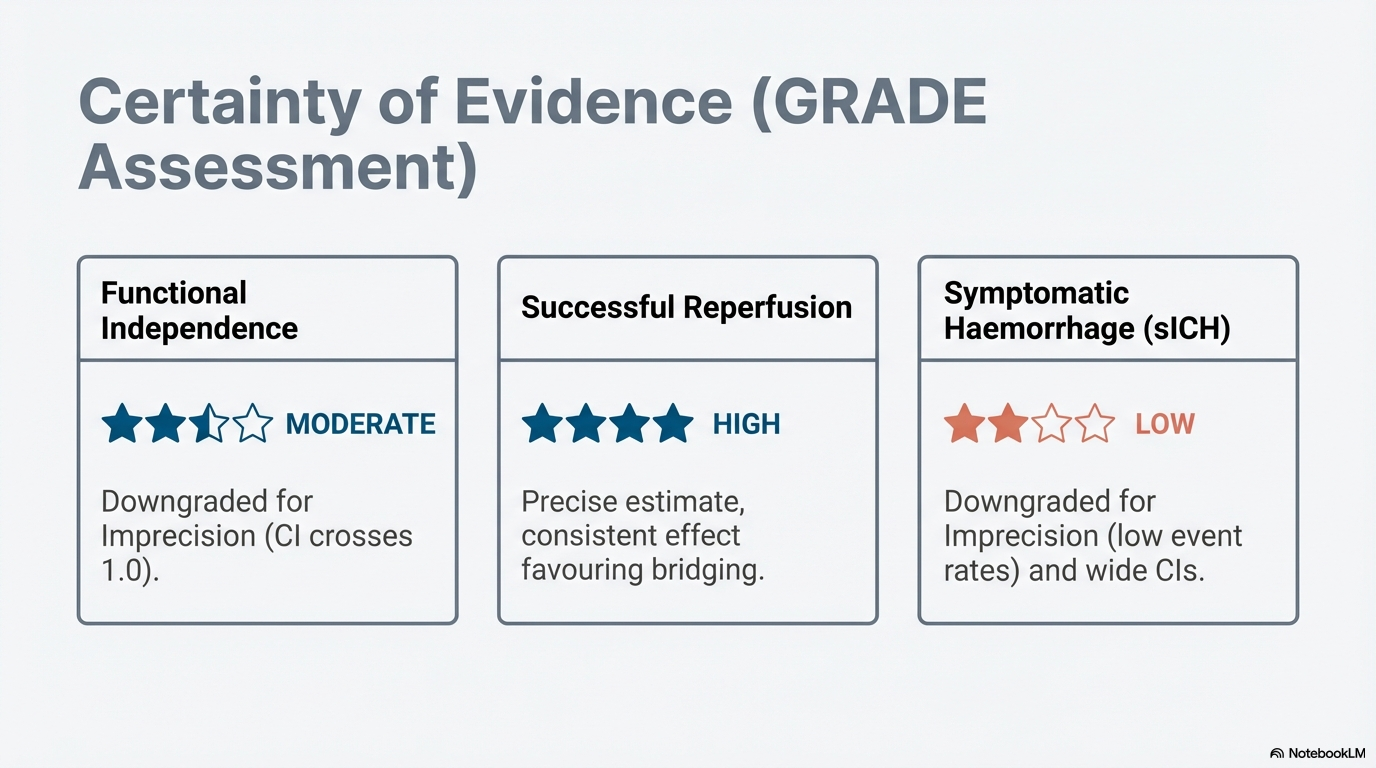 Certainty of Evidence (GRADE
Assessment)
Functional
Independence
MODERATE
Downgraded for
Imprecision (CI crosses
1.0).
Successful Reperfusion
HIGH
Precise estimate,
consistent effect
favouring bridging.
Symptomatic
Haemorrhage (sICH)
LOW
Downgraded for
Imprecision (low event
rates) and wide CIs.
NotebookLM